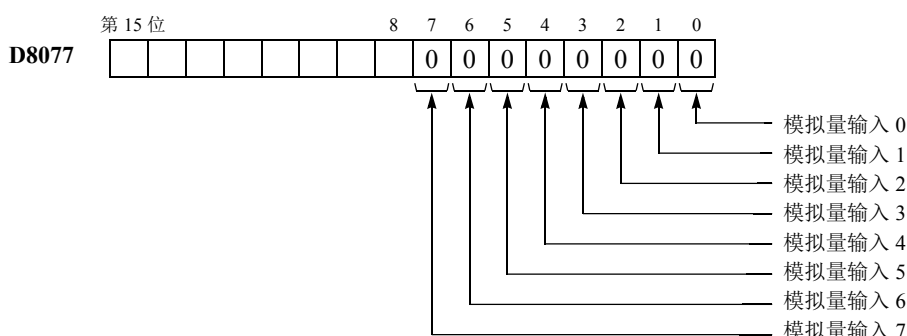 第 15 位 8 7 6 5 4 3 2 1 0
D8077 0 0 0 0 0 0 0 0
模拟量输入 0
模拟量输入 1
模拟量输入 2
模拟量输入 3
模拟量输入 4
模拟量输入 5
模拟量输入 6
模拟量输入 7